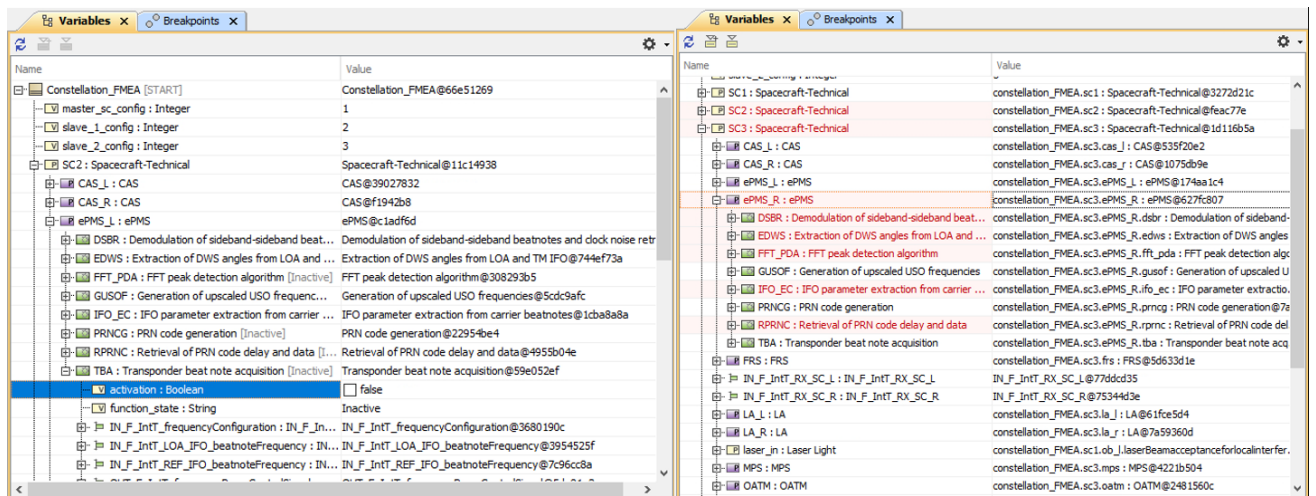 Variables X Breakpoints X
Name Value
Constellation_FMEA [START] Constellation_FMEA@66e51269
V master_sc_config : Integer 1
V slave_1_config : Integer 2
V slave_2_config : Integer 3
P SC2 : Spacecraft-Technical Spacecraft-Technical@11c14938
P CAS_L : CAS CAS@39027832
P CAS_R : CAS CAS@f1942b8
P ePMS_L : ePMS ePMS@c1adf6d
DSBR : Demodulation of sideband-sideband beat... Demodulation of sideband-sideband beatnotes and clock noise retr
EDWS : Extraction of DWS angles from LOA and ... Extraction of DWS angles from LOA and TM IFO@744ef73a
FFT_PDA : FFT peak detection algorithm [Inactive] FFT peak detection algorithm@308293b5
GUSOF : Generation of upscaled USO frequenc... Generation of upscaled USO frequencies@5cdc9afc
IFO_EC : IFO parameter extraction from carrier ... IFO parameter extraction from carrier beatnotes@1cba8a8a
PRNCG : PRN code generation [Inactive] PRN code generation@22954be4
RPRNC : Retrieval of PRN code delay and data [I... Retrieval of PRN code delay and data@4955b04e
TBA : Transponder beat note acquisition [Inactive] Transponder beat note acquisition@59e052ef
V activation : Boolean false
V function_state : String Inactive
IN_F_IntT_frequencyConfiguration : IN_F_In... IN_F_IntT_frequencyConfiguration@3680190c
IN_F_IntT_LOA_IFO_beatnoteFrequency : IN... IN_F_IntT_LOA_IFO_beatnoteFrequency@3954525f
IN_F_IntT_REF_IFO_beatnoteFrequency : IN... IN_F_IntT_REF_IFO_beatnoteFrequency@7c96cc8a
Variables X Breakpoints X
Name Value
P SC1 : Spacecraft-Technical constellation_FMEA.sc1 : Spacecraft-Technical@3272d21c
P SC2 : Spacecraft-Technical constellation_FMEA.sc2 : Spacecraft-Technical@feac77e
P SC3 : Spacecraft-Technical constellation_FMEA.sc3 : Spacecraft-Technical@1d116b5a
P CAS_L : CAS constellation_FMEA.sc3.cas_l : CAS@535f20e2
P CAS_R : CAS constellation_FMEA.sc3.cas_r : CAS@1075db9e
P ePMS_L : ePMS constellation_FMEA.sc3.ePMS_L : ePMS@174aa1c4
P ePMS_R : ePMS constellation_FMEA.sc3.ePMS_R : ePMS@627fc807
DSBR : Demodulation of sideband-sideband beat... constellation_FMEA.sc3.ePMS_R.dsbr : Demodulation of sideband-
EDWS : Extraction of DWS angles from LOA and ... constellation_FMEA.sc3.ePMS_R.edws : Extraction of DWS angles
FFT_PDA : FFT peak detection algorithm constellation_FMEA.sc3.ePMS_R.fft_pda : FFT peak detection algo
GUSOF : Generation of upscaled USO frequencies constellation_FMEA.sc3.ePMS_R.gusof : Generation of upscaled U
IFO_EC : IFO parameter extraction from carrier ... constellation_FMEA.sc3.ePMS_R.ifo_ec : IFO parameter extractio.
PRNCG : PRN code generation constellation_FMEA.sc3.ePMS_R.prncg : PRN code generation@7a
RPRNC : Retrieval of PRN code delay and data constellation_FMEA.sc3.ePMS_R.rprnc : Retrieval of PRN code del
TBA : Transponder beat note acquisition constellation_FMEA.sc3.ePMS_R.tba : Transponder beat note acq
P FRS : FRS constellation_FMEA.sc3.frs : FRS@5d633d1e
IN_F_IntT_RX_SC_L : IN_F_IntT_RX_SC_L IN_F_IntT_RX_SC_L@77ddcd35
IN_F_IntT_RX_SC_R : IN_F_IntT_RX_SC_R IN_F_IntT_RX_SC_R@75344d3e
P LA_L : LA constellation_FMEA.sc3.la_l : LA@61fce5d4
P LA_R : LA constellation_FMEA.sc3.la_r : LA@7a59360d
P laser_in : Laser Light constellation_FMEA.sc1.ob_l.laserBeamacceptanceforlocalinterfer.
P MPS : MPS constellation_FMEA.sc3.mps : MPS@4221b504
P OATM : OATM constellation_FMEA.sc3.oatm : OATM@2481560c